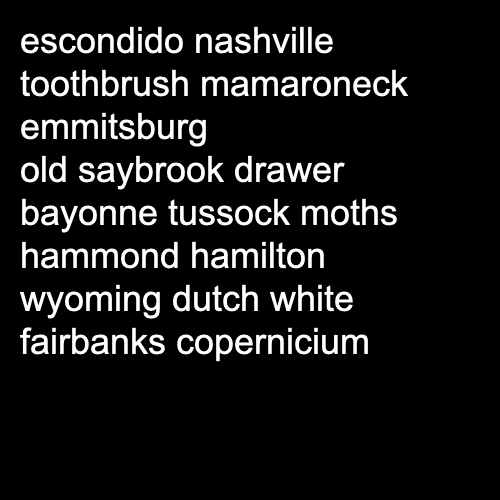 escondido nashville
toothbrush mamaroneck
emmitsburg
old saybrook drawer
bayonne tussock moths
hammond hamilton
wyoming dutch white
fairbanks copernicium